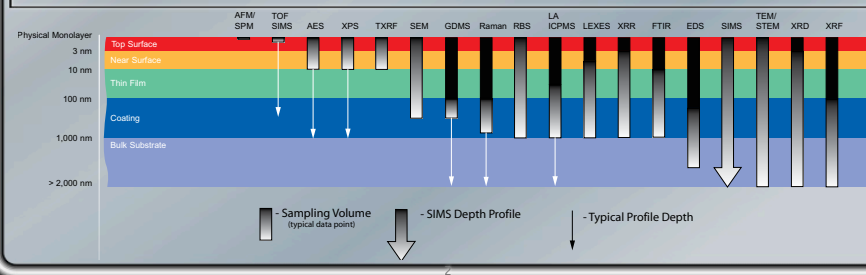 AFM/ SPM
TOF SIMS
AES
XPS
TXRF
SEM
GDMS
Raman
RBS
LA ICPMS
LEXES
XRR
FTIR
EDS
SIMS
TEM/ STEM
XRD
XRF
Physical Monolayer
Top Surface
3 nm
Near Surface
10 nm
Thin Film
100 nm
Coating
1,000 nm
Bulk Substrate
> 2,000 nm
- Sampling Volume
(typical data point)
- SIMS Depth Profile
- Typical Profile Depth
2